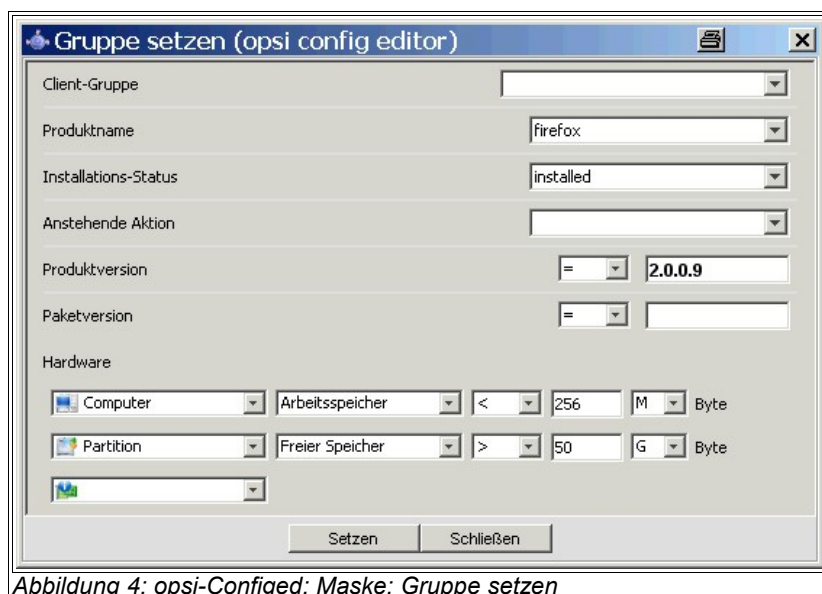 Gruppe setzen (opsi config editor)
Client-Gruppe
Produktname firefox
Installations-Status installed
Anstehende Aktion
Produktversion = 2.0.0.9
Paketversion =
Hardware
Computer Arbeitsspeicher < 256 M Byte
Partition Freier Speicher > 50 G Byte
Setzen Schließen
Abbildung 4: opsi-Configed: Maske: Gruppe setzen